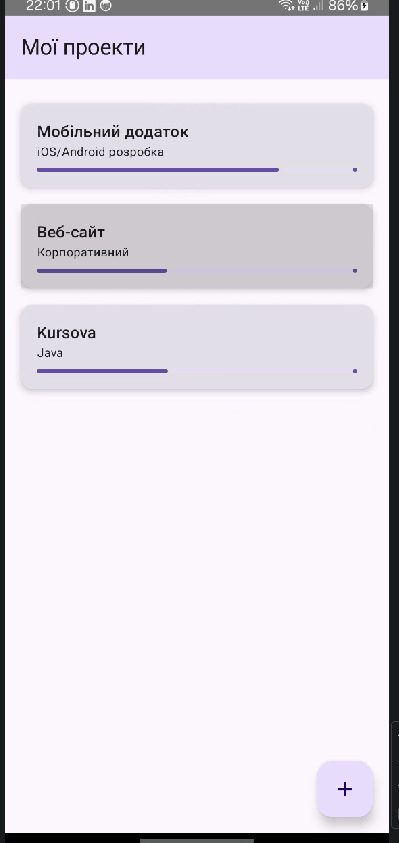 22:01
86%
Мої проекти
Мобільний додаток
iOS/Android розробка
Веб-сайт
Корпоративний
Kursova
Java
+